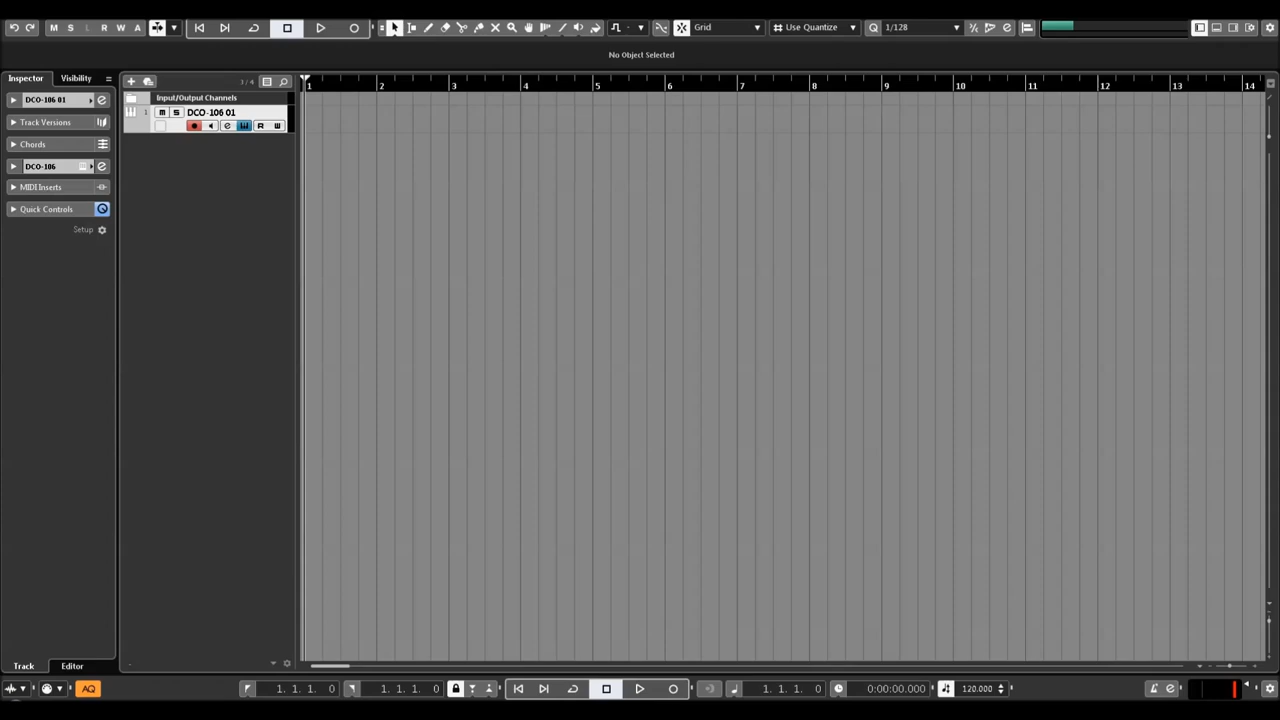 M S L R W A Grid Use Quantize Q 1/128
No Object Selected
Inspector Visibility
1 2 3 4 5 6 7 8 9 10 11 12 13 14
DCO-106 01
Input/Output Channels
1 m S DCO-106 01
e R W
Track Versions
Chords
DCO-106
MIDI Inserts
Quick Controls
Setup
Track Editor
AQ 1. 1. 1. 0 1. 1. 1. 0 1. 1. 1. 0 0:00:00.000 120.000